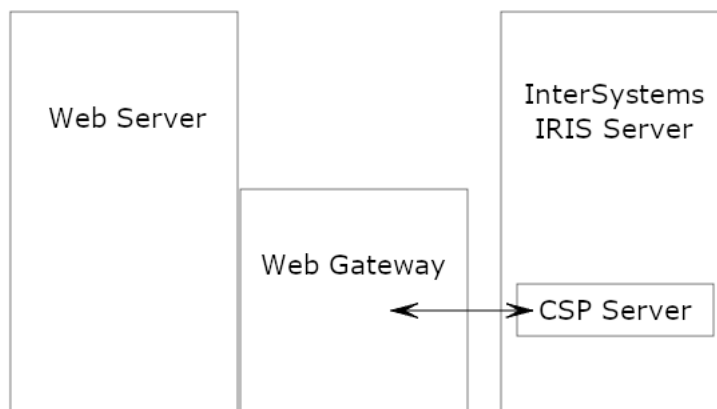 Web Server
InterSystems
IRIS Server
Web Gateway
CSP Server